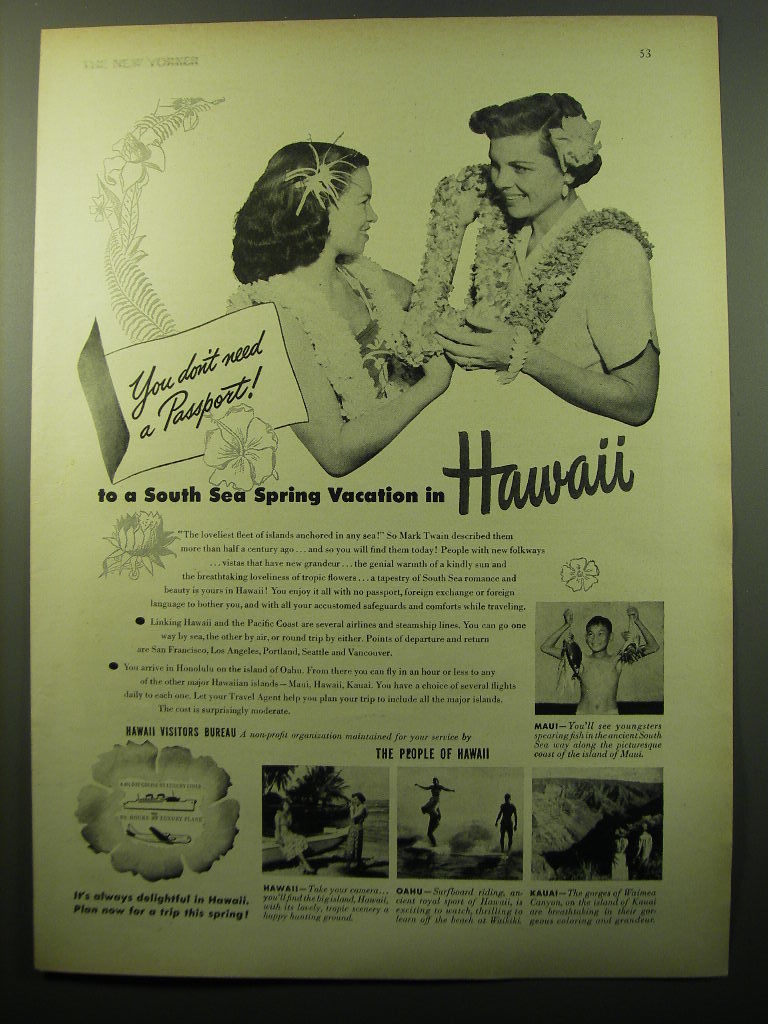 THE NEW YORKER
53
You don't need
a Passport!
to a South Sea Spring Vacation in Hawaii
"The loveliest fleet of islands anchored in any sea!" So Mark Twain described them
more than half a century ago... and so you will find them today! People with new folkways
...vistas that have new grandeur...the genial warmth of a kindly sun and
the breathtaking loveliness of tropic flowers...a tapestry of South Sea romance and
beauty is yours in Hawaii! You enjoy it all with no passport, foreign exchange or foreign
language to bother you, and with all your accustomed safeguards and comforts while traveling.
● Linking Hawaii and the Pacific Coast are several airlines and steamship lines. You can go one
way by sea, the other by air, or round trip by either. Points of departure and return
are San Francisco, Los Angeles, Portland, Seattle and Vancouver.
● You arrive in Honolulu on the island of Oahu. From there you can fly in an hour or less to any
of the other major Hawaiian islands—Maui, Hawaii, Kauai. You have a choice of several flights
daily to each one. Let your Travel Agent help you plan your trip to include all the major islands.
The cost is surprisingly moderate.
MAUI—You'll see youngsters
spearing fish in the ancient South
Sea way along the picturesque
coast of the island of Maui.
HAWAII VISITORS BUREAU A non-profit organization maintained for your service by
THE PEOPLE OF HAWAII
DAY CRUISE BY LUXURY LINER
HOURS BY LUXURY PLANE
It's always delightful in Hawaii.
Plan now for a trip this spring!
HAWAII—Take your camera...
you'll find the big island, Hawaii,
with its lovely, tropic scenery a
happy hunting ground.
OAHU—Surfboard riding, an-
cient royal sport of Hawaii, is
exciting to watch, thrilling to
learn off the beach at Waikiki.
KAUAI—The gorges of Waimea
Canyon, on the island of Kauai
are breathtaking in their gor-
geous coloring and grandeur.